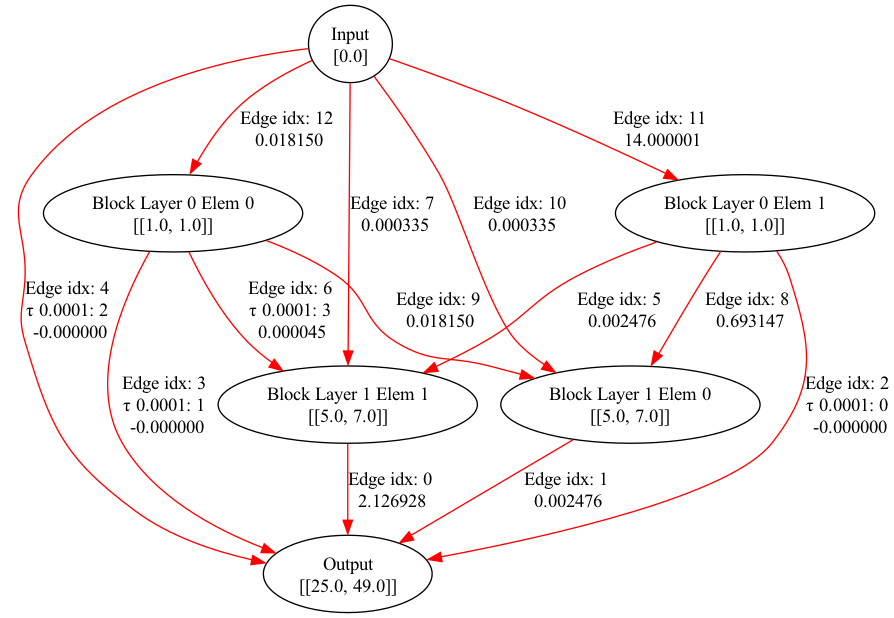 Input
[0.0]
Edge idx: 12
0.018150
Edge idx: 11
14.000001
Block Layer 0 Elem 0
[[1.0, 1.0]]
Edge idx: 7
0.000335
Edge idx: 10
0.000335
Block Layer 0 Elem 1
[[1.0, 1.0]]
Edge idx: 4
τ 0.0001: 2
-0.000000
Edge idx: 6
τ 0.0001: 3
0.000045
Edge idx: 9
0.018150
Edge idx: 5
0.002476
Edge idx: 8
0.693147
Edge idx: 3
τ 0.0001: 1
-0.000000
Block Layer 1 Elem 1
[[5.0, 7.0]]
Block Layer 1 Elem 0
[[5.0, 7.0]]
Edge idx: 2
τ 0.0001: 0
-0.000000
Edge idx: 0
2.126928
Edge idx: 1
0.002476
Output
[[25.0, 49.0]]